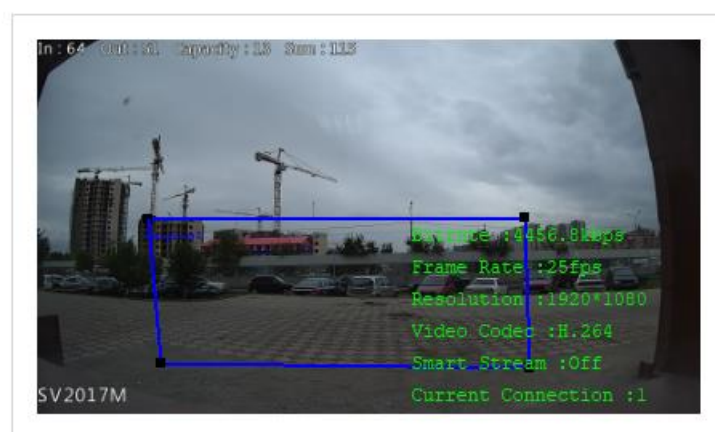 In:64 Out:51 Capacity:13 Sum:115
Bitrate :4456.8kbps
Frame Rate :25fps
Resolution :1920*1080
Video Codec :H.264
Smart Stream :Off
Current Connection :1
SV2017M